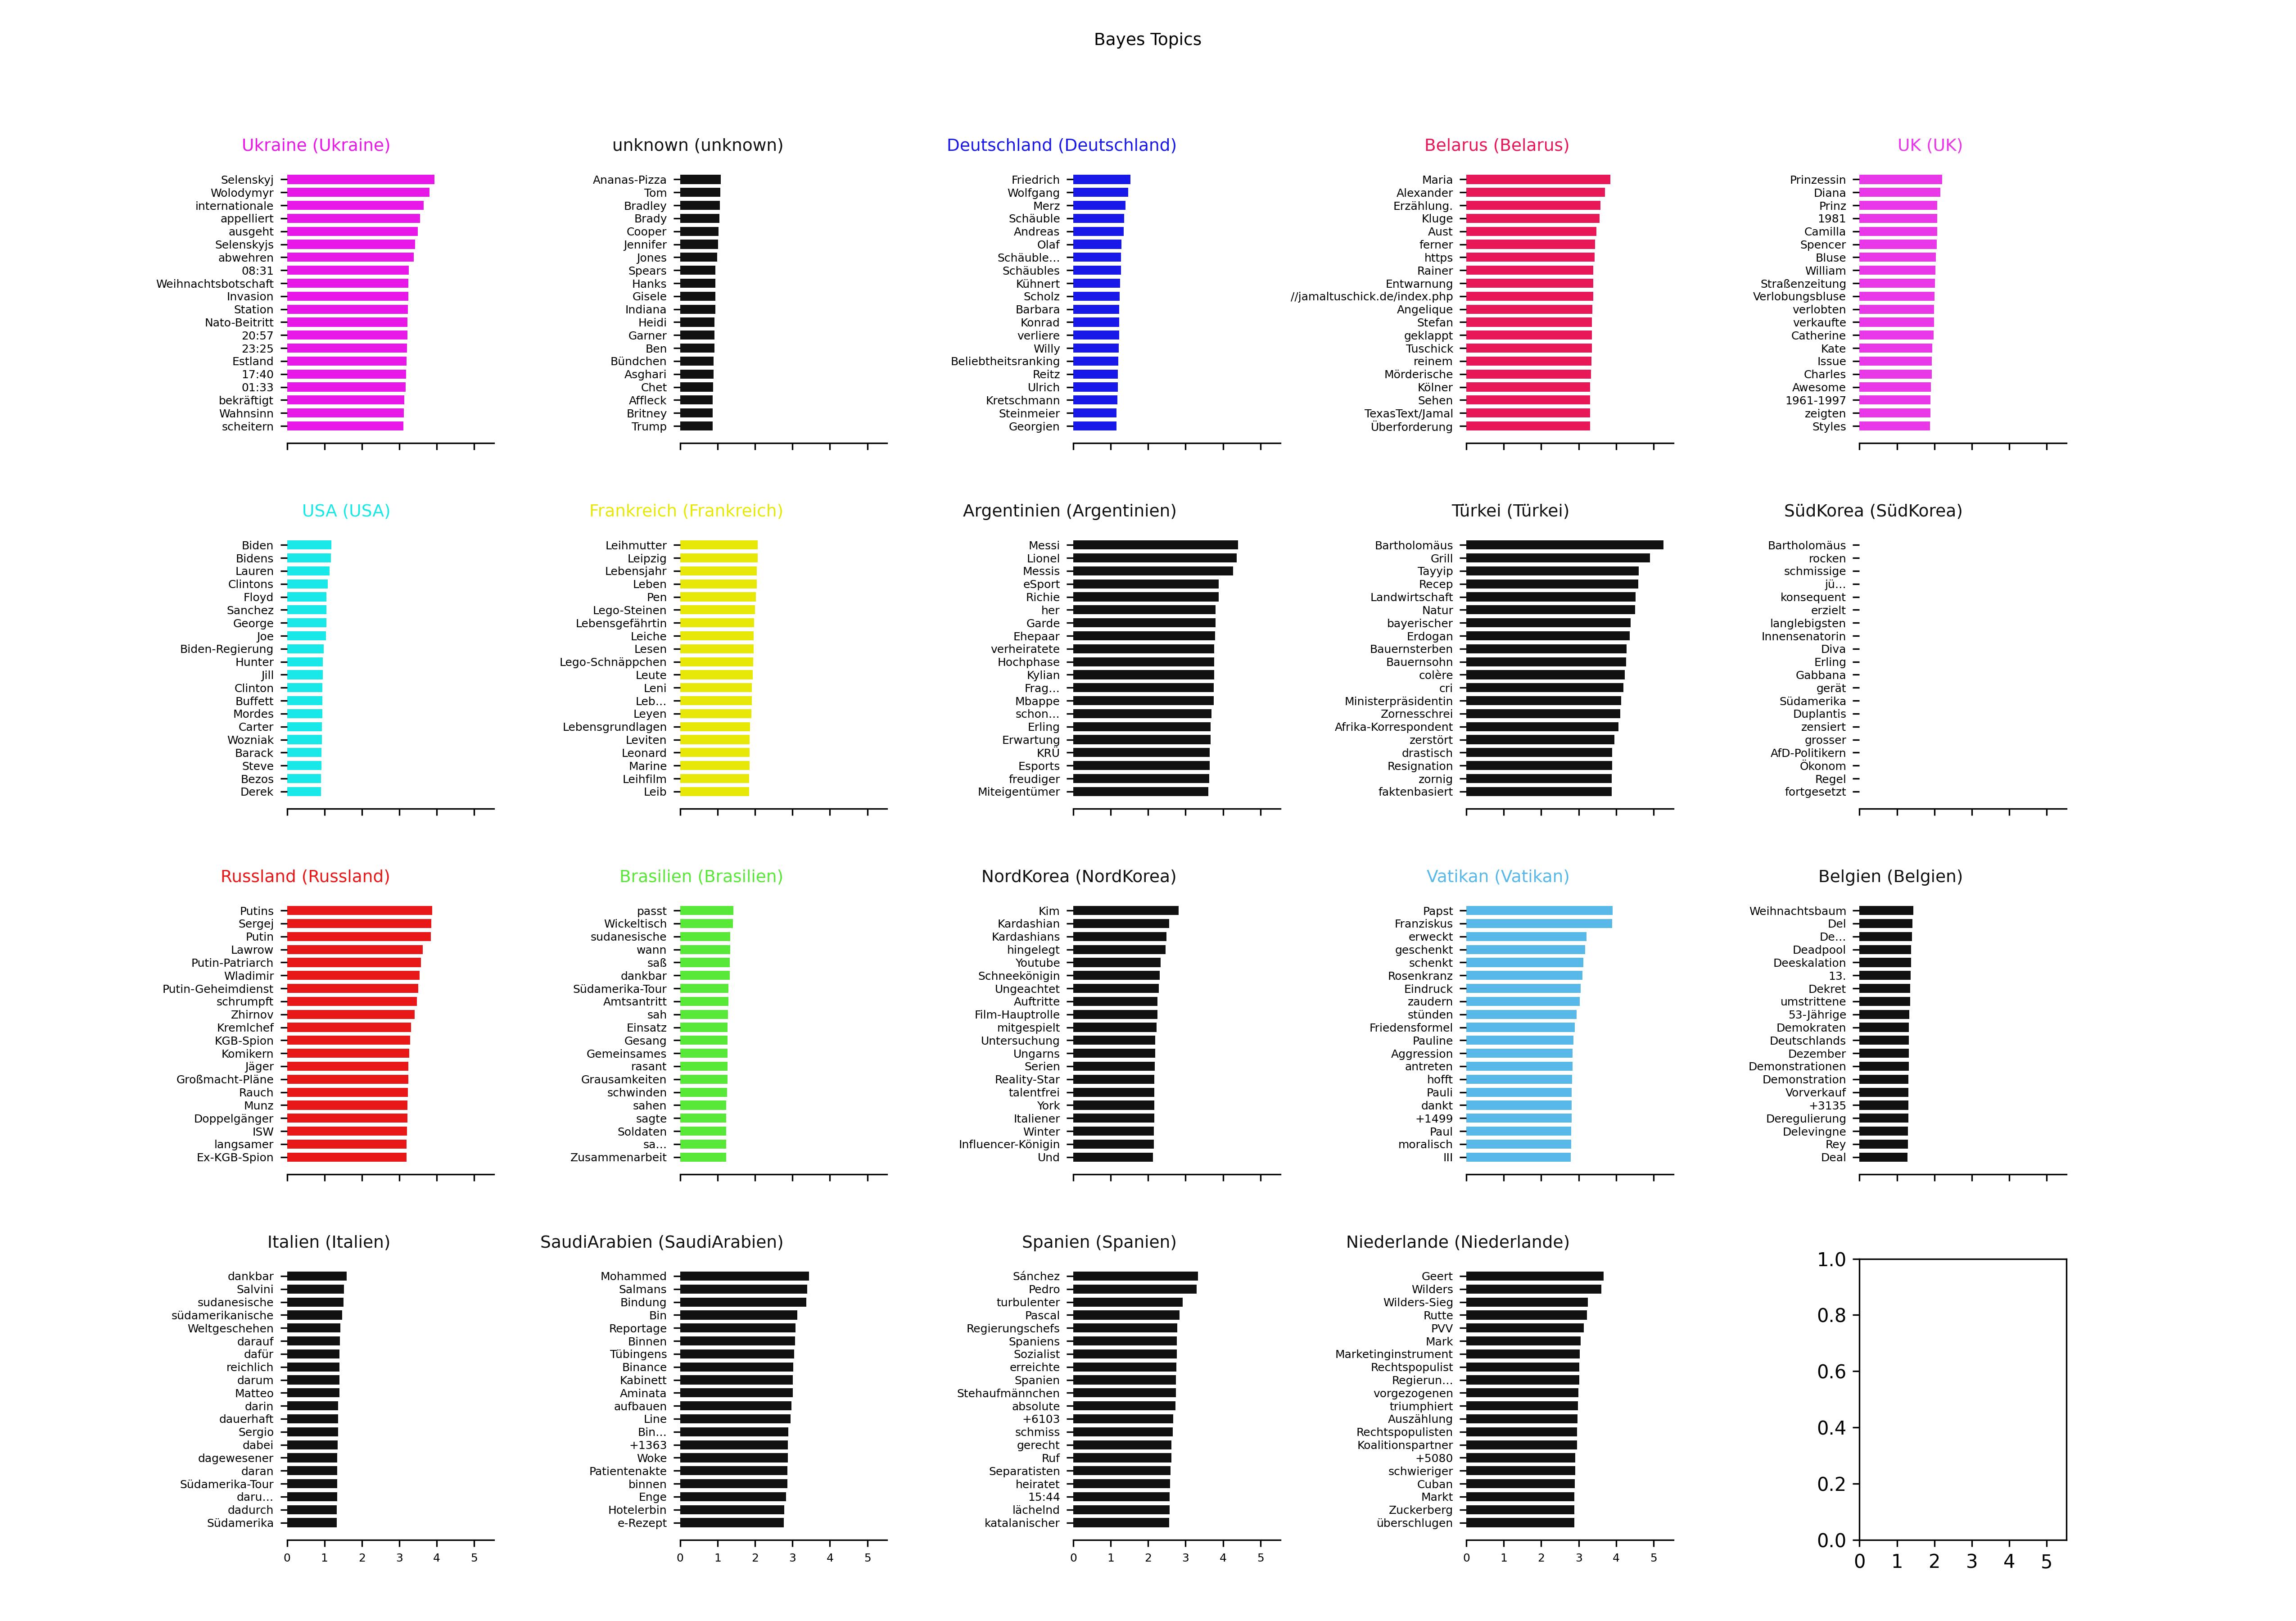 Bayes Topics
Ukraine (Ukraine)
Selenskyj
Wolodymyr
internationale
appelliert
ausgeht
Selenskyjs
abwehren
08:31
Weihnachtsbotschaft
Invasion
Station
Nato-Beitritt
20:57
23:25
Estland
17:40
01:33
bekräftigt
Wahnsinn
scheitern
unknown (unknown)
Ananas-Pizza
Tom
Bradley
Brady
Cooper
Jennifer
Jones
Spears
Hanks
Gisele
Indiana
Heidi
Garner
Ben
Bündchen
Asghari
Chet
Affleck
Britney
Trump
Deutschland (Deutschland)
Friedrich
Wolfgang
Merz
Schäuble
Andreas
Olaf
Schäuble…
Schäubles
Kühnert
Scholz
Barbara
Konrad
verliere
Willy
Beliebtheitsranking
Reitz
Ulrich
Kretschmann
Steinmeier
Georgien
Belarus (Belarus)
Maria
Alexander
Erzählung.
Kluge
Aust
ferner
https
Rainer
Entwarnung
//jamaltuschick.de/index.php
Angelique
Stefan
geklappt
Tuschick
reinem
Mörderische
Kölner
Sehen
TexasText/Jamal
Überforderung
UK (UK)
Prinzessin
Diana
Prinz
1981
Camilla
Spencer
Bluse
William
Straßenzeitung
Verlobungsbluse
verlobten
verkaufte
Catherine
Kate
Issue
Charles
Awesome
1961-1997
zeigten
Styles
USA (USA)
Biden
Bidens
Lauren
Clintons
Floyd
Sanchez
George
Joe
Biden-Regierung
Hunter
Jill
Clinton
Buffett
Mordes
Carter
Wozniak
Barack
Steve
Bezos
Derek
Frankreich (Frankreich)
Leihmutter
Leipzig
Lebensjahr
Leben
Pen
Lego-Steinen
Lebensgefährtin
Leiche
Lesen
Lego-Schnäppchen
Leute
Leni
Leb…
Leyen
Lebensgrundlagen
Leviten
Leonard
Marine
Leihfilm
Leib
Argentinien (Argentinien)
Messi
Lionel
Messis
eSport
Richie
her
Garde
Ehepaar
verheiratete
Hochphase
Kylian
Frag…
Mbappe
schon…
Erling
Erwartung
KRÜ
Esports
freudiger
Miteigentümer
Türkei (Türkei)
Bartholomäus
Grill
Tayyip
Recep
Landwirtschaft
Natur
bayerischer
Erdogan
Bauernsterben
Bauernsohn
colère
cri
Ministerpräsidentin
Zornesschrei
Afrika-Korrespondent
zerstört
drastisch
Resignation
zornig
faktenbasiert
SüdKorea (SüdKorea)
Bartholomäus
rocken
schmissige
jü…
konsequent
erzielt
langlebigsten
Innensenatorin
Diva
Erling
Gabbana
gerät
Südamerika
Duplantis
zensiert
grosser
AfD-Politikern
Ökonom
Regel
fortgesetzt
Russland (Russland)
Putins
Sergej
Putin
Lawrow
Putin-Patriarch
Wladimir
Putin-Geheimdienst
schrumpft
Zhirnov
Kremlchef
KGB-Spion
Komikern
Jäger
Großmacht-Pläne
Rauch
Munz
Doppelgänger
ISW
langsamer
Ex-KGB-Spion
Brasilien (Brasilien)
passt
Wickeltisch
sudanesische
wann
saß
dankbar
Südamerika-Tour
Amtsantritt
sah
Einsatz
Gesang
Gemeinsames
rasant
Grausamkeiten
schwinden
sahen
sagte
Soldaten
sa…
Zusammenarbeit
NordKorea (NordKorea)
Kim
Kardashian
Kardashians
hingelegt
Youtube
Schneekönigin
Ungeachtet
Auftritte
Film-Hauptrolle
mitgespielt
Untersuchung
Ungarns
Serien
Reality-Star
talentfrei
York
Italiener
Winter
Influencer-Königin
Und
Vatikan (Vatikan)
Papst
Franziskus
erweckt
geschenkt
schenkt
Rosenkranz
Eindruck
zaudern
stünden
Friedensformel
Pauline
Aggression
antreten
hofft
Pauli
dankt
+1499
Paul
moralisch
III
Belgien (Belgien)
Weihnachtsbaum
Del
De…
Deadpool
Deeskalation
13.
Dekret
umstrittene
53-Jährige
Demokraten
Deutschlands
Dezember
Demonstrationen
Demonstration
Vorverkauf
+3135
Deregulierung
Delevingne
Rey
Deal
Italien (Italien)
dankbar
Salvini
sudanesische
südamerikanische
Weltgeschehen
darauf
dafür
reichlich
darum
Matteo
darin
dauerhaft
Sergio
dabei
dagewesener
daran
Südamerika-Tour
daru…
dadurch
Südamerika
0 1 2 3 4 5
SaudiArabien (SaudiArabien)
Mohammed
Salmans
Bindung
Bin
Reportage
Binnen
Tübingens
Binance
Kabinett
Aminata
aufbauen
Line
Bin…
+1363
Woke
Patientenakte
binnen
Enge
Hotelerbin
e-Rezept
0 1 2 3 4 5
Spanien (Spanien)
Sánchez
Pedro
turbulenter
Pascal
Regierungschefs
Spaniens
Sozialist
erreichte
Spanien
Stehaufmännchen
absolute
+6103
schmiss
gerecht
Ruf
Separatisten
heiratet
15:44
lächelnd
katalanischer
0 1 2 3 4 5
Niederlande (Niederlande)
Geert
Wilders
Wilders-Sieg
Rutte
PVV
Mark
Marketinginstrument
Rechtspopulist
Regierun…
vorgezogenen
triumphiert
Auszählung
Rechtspopulisten
Koalitionspartner
+5080
schwieriger
Cuban
Markt
Zuckerberg
überschlugen
0 1 2 3 4 5
1.0
0.8
0.6
0.4
0.2
0.0
0 1 2 3 4 5